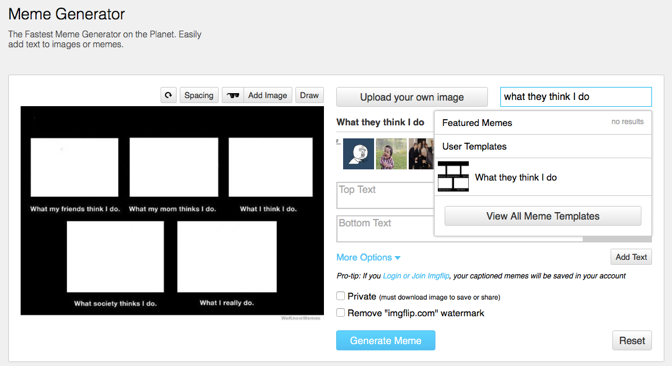 Meme Generator
The Fastest Meme Generator on the Planet. Easily
add text to images or memes.
Spacing
Add Image
Draw
What my friends think I do.
What my mom thinks I do.
What I think I do.
What society thinks I do.
What I really do.
Upload your own image
what they think I do
What they think I do
Featured Memes
no results
User Templates
What they think I do
View All Meme Templates
Top Text
Bottom Text
More Options
Add Text
Pro-tip: If you Login or Join Imgflip, your captioned memes will be saved in your account
Private (must download image to save or share)
Remove "imgflip.com" watermark
Generate Meme
Reset